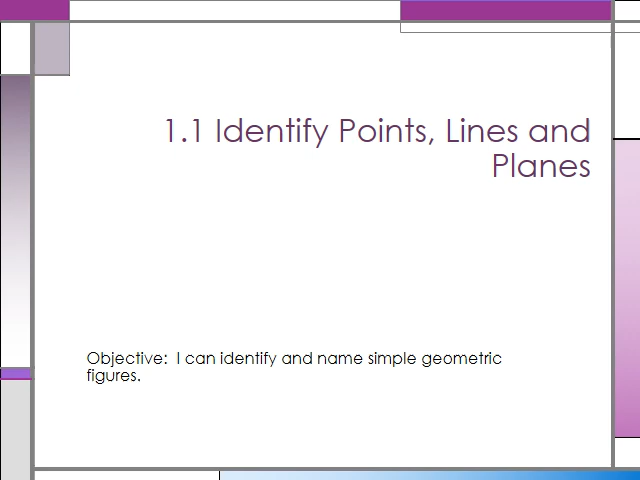 1.1 Identify Points, Lines and
Planes
Objective:  I can identify and name simple geometric
figures.